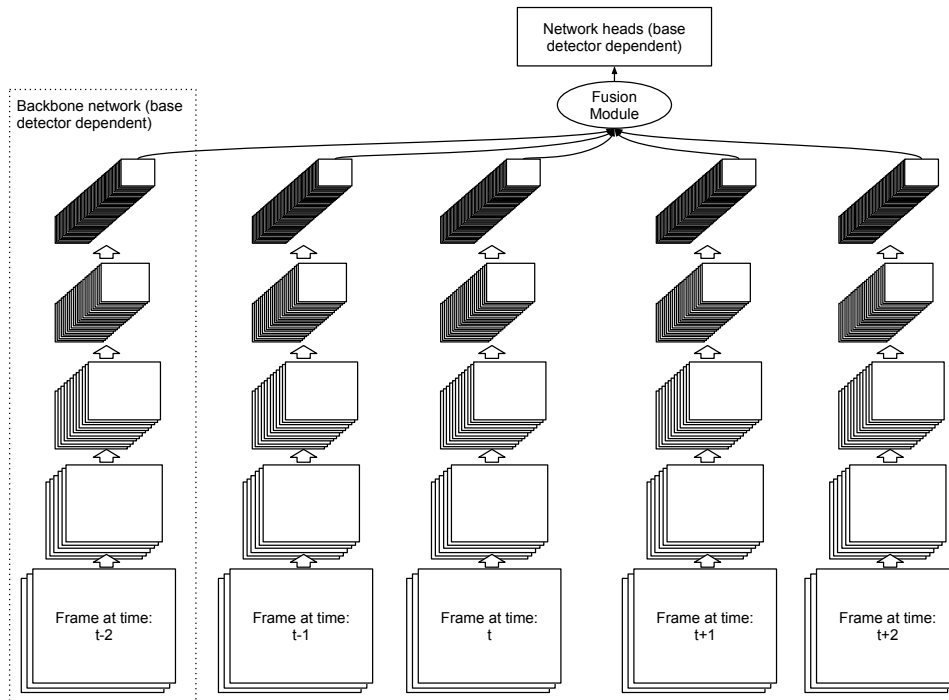 Network heads (base
detector dependent)
Fusion
Module
Backbone network (base
detector dependent)
Frame at time:
t-2
Frame at time:
t-1
Frame at time:
t
Frame at time:
t+1
Frame at time:
t+2